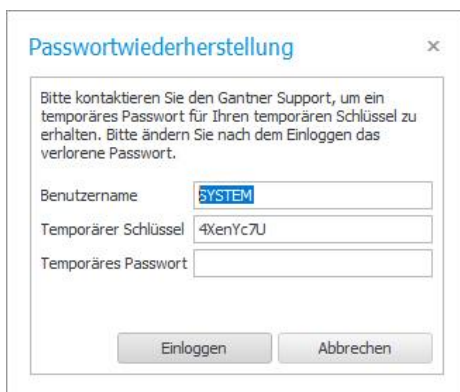 Passwortwiederherstellung
Bitte kontaktieren Sie den Gantner Support, um ein
temporäres Passwort für Ihren temporären Schlüssel zu
erhalten. Bitte ändern Sie nach dem Einloggen das
verlorene Passwort.
Benutzername SYSTEM
Temporärer Schlüssel 4XenYc7U
Temporäres Passwort
Einloggen Abbrechen